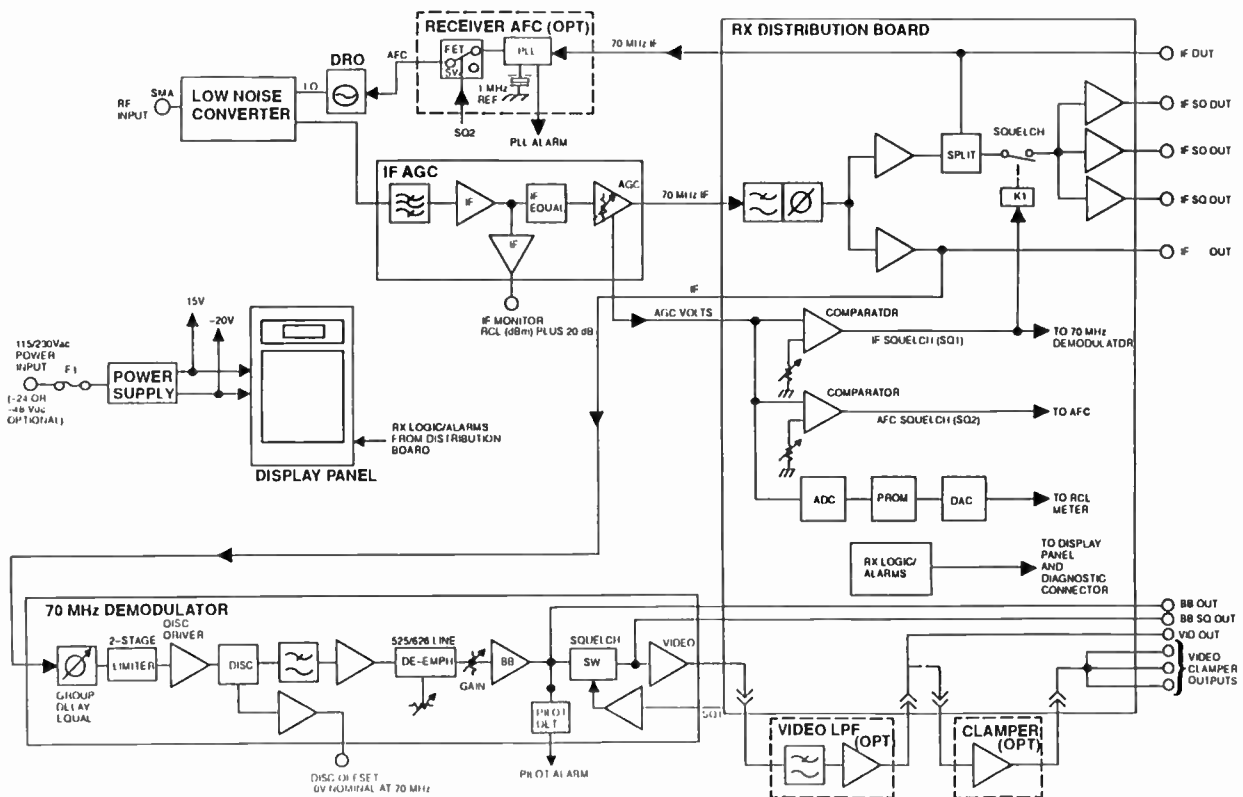 RECEIVER AFC (OPT)
RX DISTRIBUTION BOARD
AFC
FET
PLL
70 MHz IF
IF OUT
DRO
1 MHz
REF
SMA
RF
INPUT
LOW NOISE
CONVERTER
LO
SQ2
PLL ALARM
IF SQ OUT
SQUELCH
SPLIT
IF SQ OUT
IF AGC
IF
IF
EQUAL
AGC
70 MHz IF
K1
IF SQ OUT
IF
IF OUT
IF
IF MONITOR
RCL (dBm) PLUS 20 dB
AGC VOLTS
COMPARATOR
IF SQUELCH (SQ1)
TO 70 MHz
DEMODULATOR
15V
-20V
115/230Vac
POWER
INPUT
F1
POWER
SUPPLY
(-24 OR
-48 Vdc
OPTIONAL)
COMPARATOR
AFC SQUELCH (SQ2)
TO AFC
RX LOGIC/ALARMS
FROM DISTRIBUTION
BOARD
DISPLAY PANEL
ADC
PROM
DAC
TO RCL
METER
RX LOGIC/
ALARMS
TO DISPLAY
PANEL
AND
DIAGNOSTIC
CONNECTOR
70 MHz DEMODULATOR
BB OUT
BB SQ OUT
VID OUT
VIDEO
CLAMPER
OUTPUTS
DISC
DRIVER
2-STAGE
LIMITER
DISC
525/626 LINE
DE-EMPH
GAIN
BB
SQUELCH
SW
VIDEO
GROUP
DELAY
EQUAL
PILOT
DET
SQ1
DISC OFFSET
0V NOMINAL AT 70 MHz
PILOT ALARM
VIDEO LPF
(OPT)
CLAMPER
(OPT)